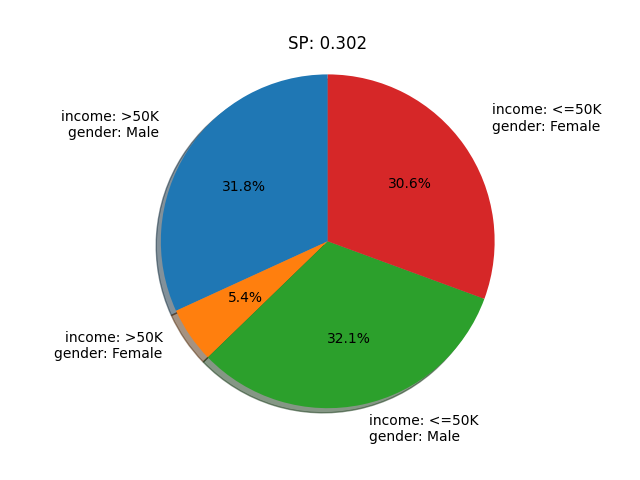 SP: 0.302
income: >50K
gender: Male
31.8%
income: <=50K
gender: Female
30.6%
income: >50K
gender: Female
5.4%
32.1%
income: <=50K
gender: Male